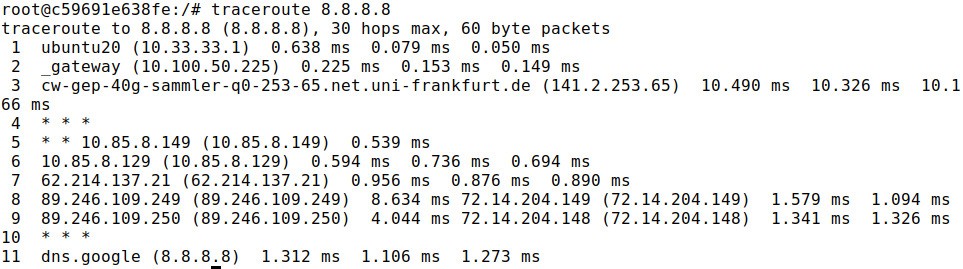 root@c59691e638fe:/# traceroute 8.8.8.8
traceroute to 8.8.8.8 (8.8.8.8), 30 hops max, 60 byte packets
 1  ubuntu20 (10.33.33.1)  0.638 ms  0.079 ms  0.050 ms
 2  _gateway (10.100.50.225)  0.225 ms  0.153 ms  0.149 ms
 3  cw-gep-40g-sammler-q0-253-65.net.uni-frankfurt.de (141.2.253.65)  10.490 ms  10.326 ms  10.1
66 ms
 4  * * *
 5  * * 10.85.8.149 (10.85.8.149)  0.539 ms
 6  10.85.8.129 (10.85.8.129)  0.594 ms  0.736 ms  0.694 ms
 7  62.214.137.21 (62.214.137.21)  0.956 ms  0.876 ms  0.890 ms
 8  89.246.109.249 (89.246.109.249)  8.634 ms 72.14.204.149 (72.14.204.149)  1.579 ms  1.094 ms
 9  89.246.109.250 (89.246.109.250)  4.044 ms 72.14.204.148 (72.14.204.148)  1.341 ms  1.326 ms
10  * * *
11  dns.google (8.8.8.8)  1.312 ms  1.106 ms  1.273 ms